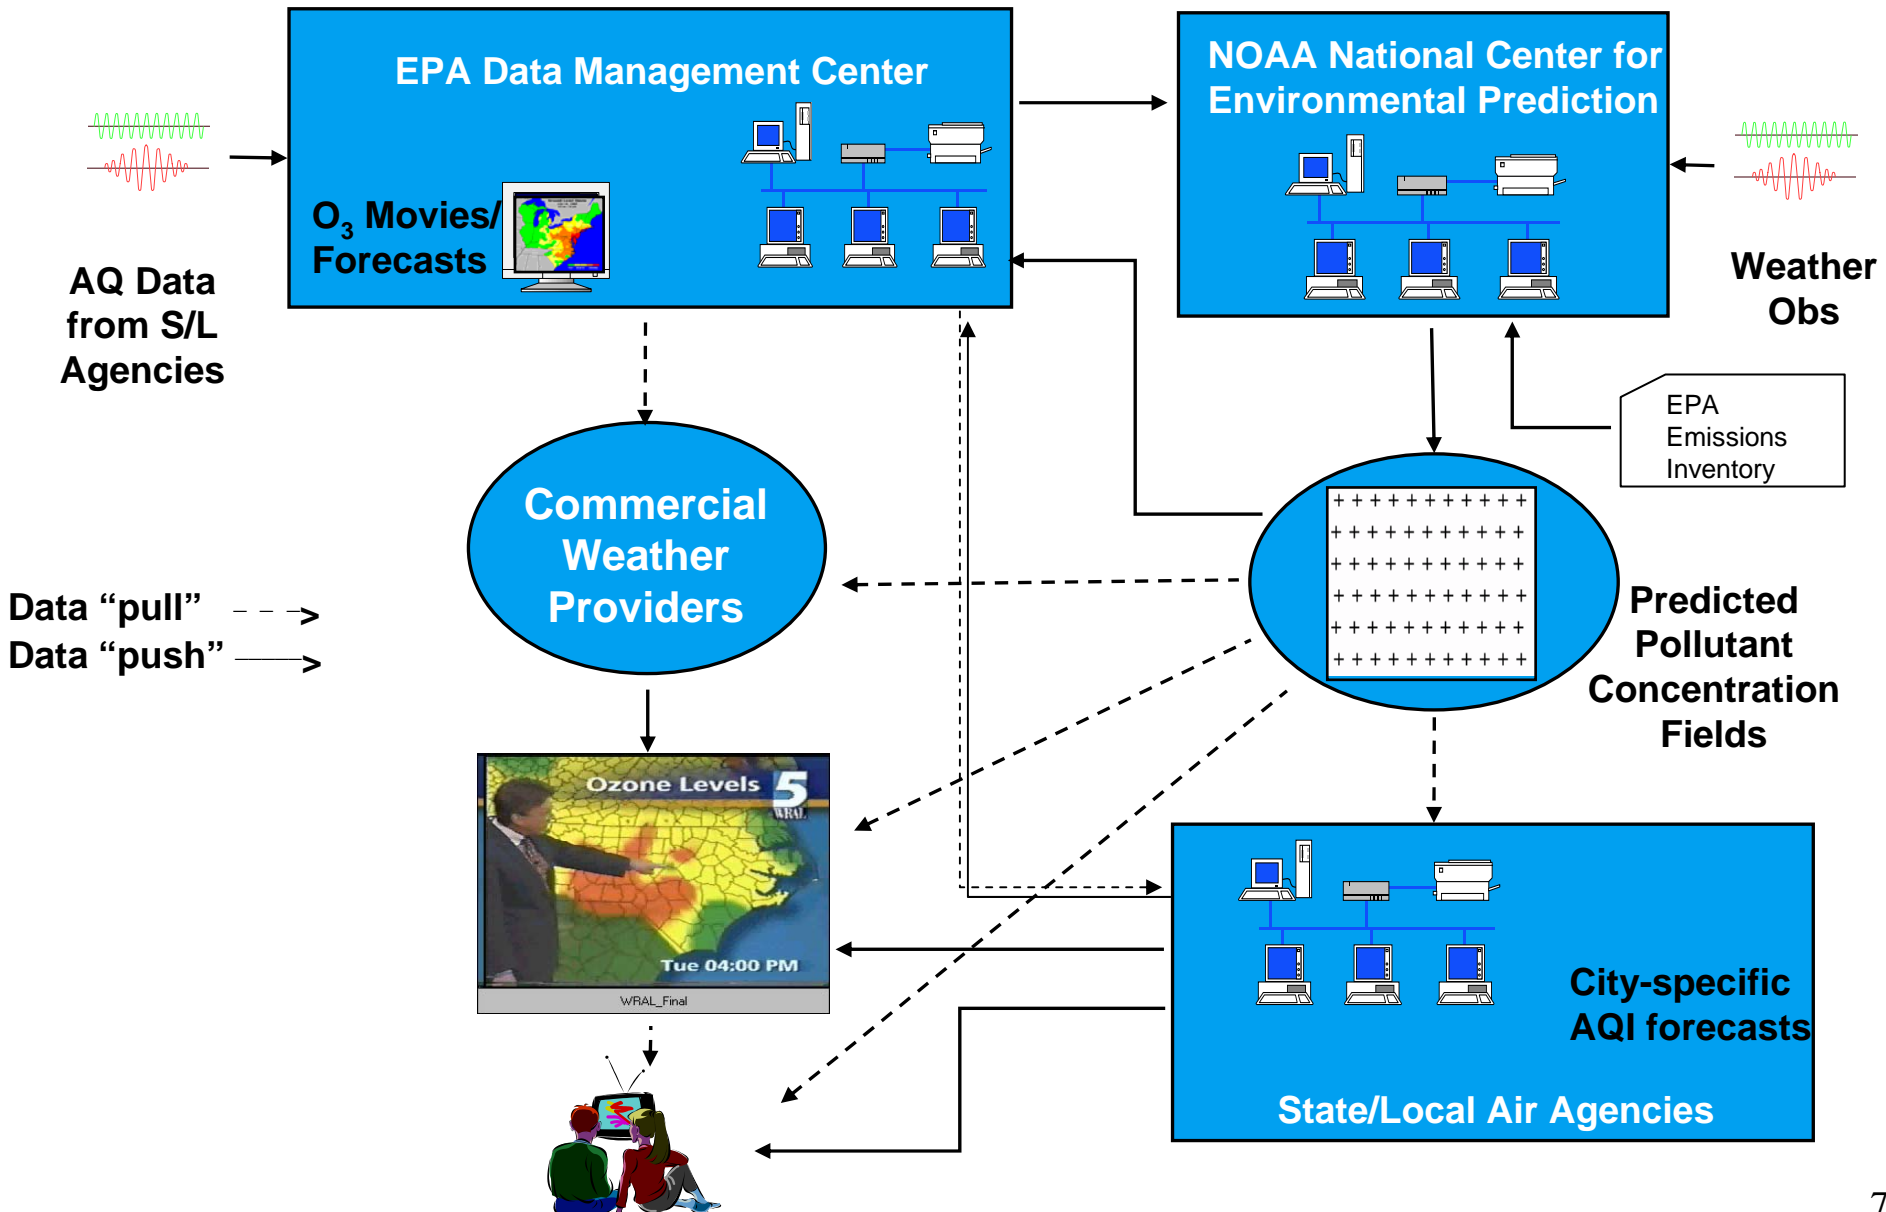 EPA Data Management Center
NOAA National Center for
Environmental Prediction
O3 Movies/
Forecasts
AQ Data
from S/L
Agencies
Weather
Obs
EPA
Emissions
Inventory
Commercial
Weather
Providers
Data “pull”
Data “push”
Predicted
Pollutant
Concentration
Fields
Ozone Levels 5
WRAL
Tue 04:00 PM
WRAL_Final
City-specific
AQI forecasts
State/Local Air Agencies
7